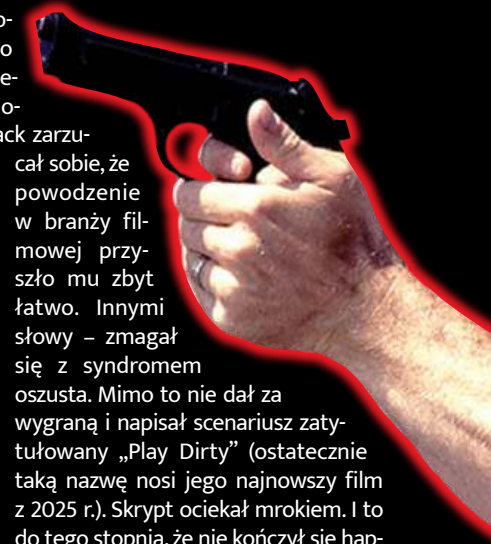 o-
o
e-
o-
ack zarzu-
cał sobie, że
powodzenie
w branży fil-
mowej przy-
szło mu zbyt
łatwo. Innymi
słowy – zmagał
się z syndromem
oszusta. Mimo to nie dał za
wygraną i napisał scenariusz zaty-
tułowany „Play Dirty” (ostatecznie
taką nazwę nosi jego najnowszy film
z 2025 r.). Skrypt ociekał mrokiem. I to
do tego stopnia, że nie kończył się hap-